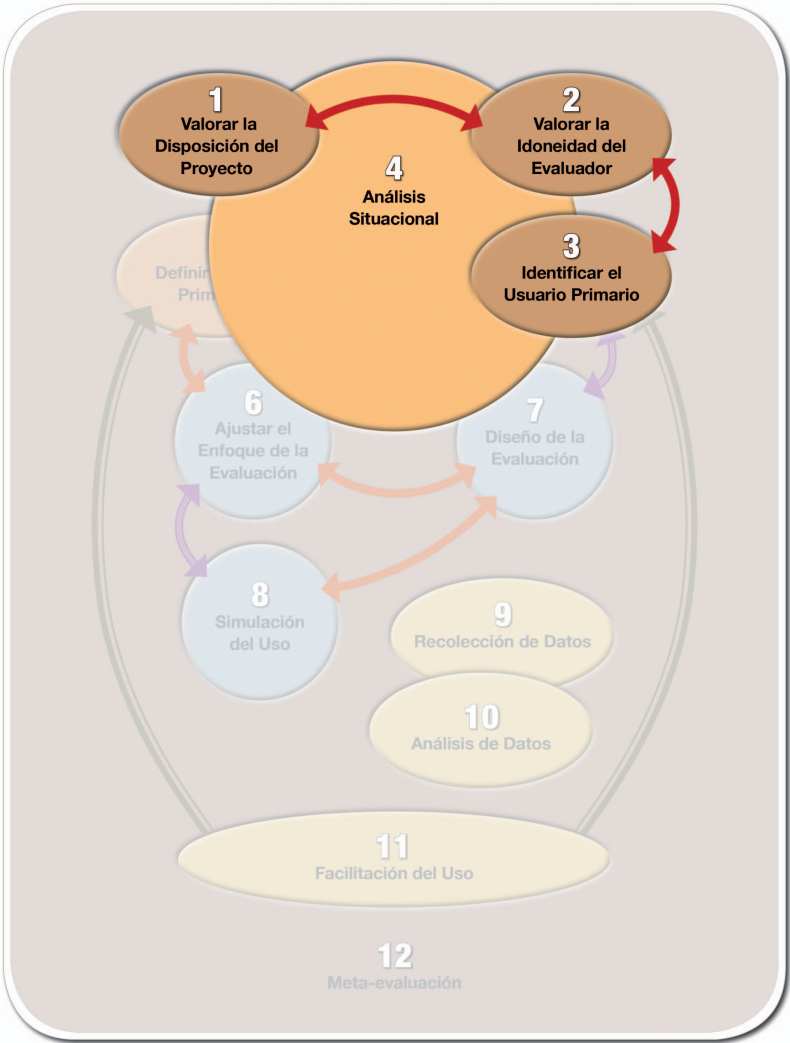 1
Valorar la
Disposición del
Proyecto
2
Valorar la
Idoneidad del
Evaluador
4
Análisis
Situacional
3
Identificar el
Usuario Primario
Definir
Prim
6
Ajustar el
Enfoque de la
Evaluación
7
Diseño de la
Evaluación
8
Simulación
del Uso
9
Recolección de Datos
10
Análisis de Datos
11
Facilitación del Uso
12
Meta-evaluación